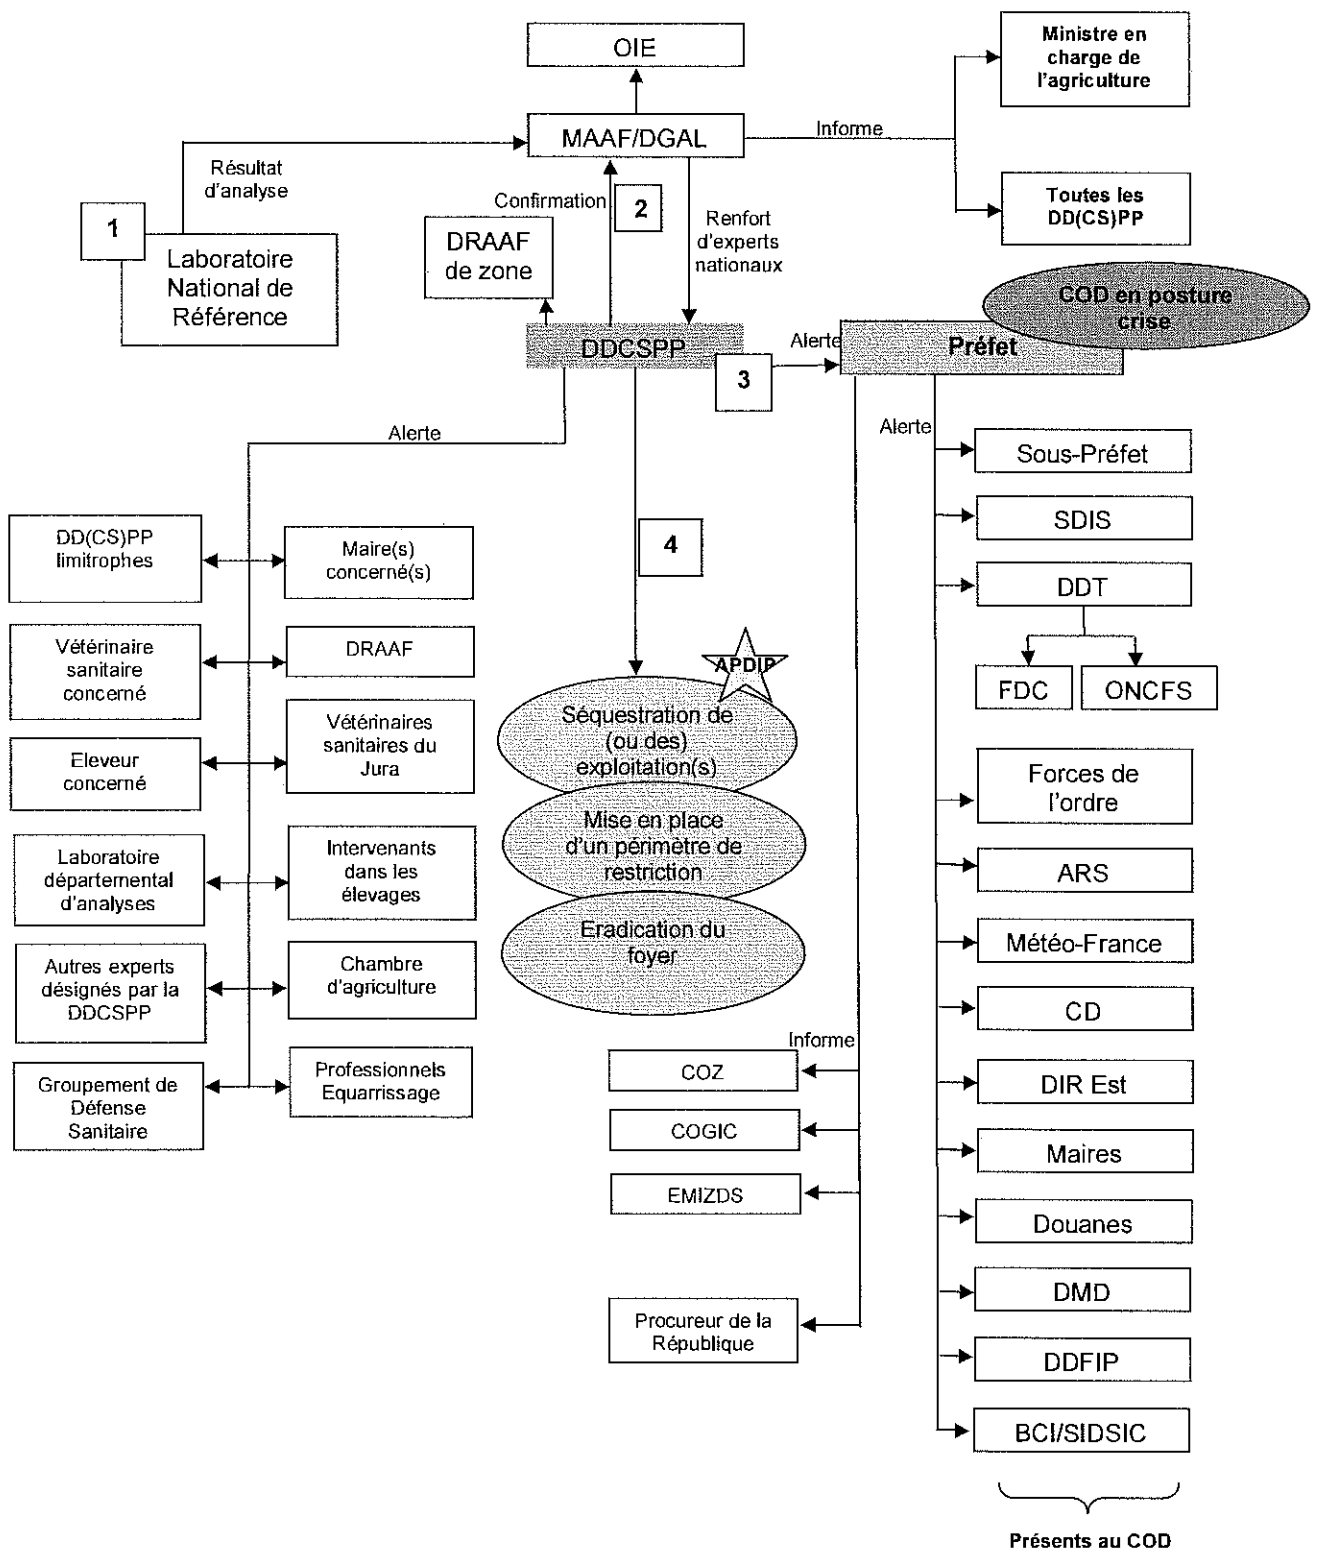 OIE
Ministre en
charge de
l'agriculture
MAAF/DGAL
Informe
Résultat
d'analyse
Toutes les
DD(CS)PP
Confirmation
2
1
Laboratoire
National de
Référence
DRAAF
de zone
Renfort
d'experts
nationaux
COD en posture
crise
DDCSPP
3
Alerte
Préfet
Alerte
Alerte
Sous-Préfet
SDIS
DDT
FDC
ONCFS
Forces de
l'ordre
ARS
Météo-France
CD
DIR Est
Maires
Douanes
DMD
DDFIP
BCI/SIDSIC
Présents au COD
DD(CS)PP
limitrophes
Maire(s)
concerné(s)
Vétérinaire
sanitaire
concerné
DRAAF
Eleveur
concerné
Vétérinaires
sanitaires du
Jura
Laboratoire
départemental
d'analyses
Intervenants
dans les
élevages
Autres experts
désignés par la
DDCSPP
Chambre
d'agriculture
Groupement de
Défense
Sanitaire
Professionnels
Equarrissage
4
APDIP
Séquestration de
(ou des)
exploitation(s)
Mise en place
d'un périmètre de
restriction
Eradication du
foyer
Informe
COZ
COGIC
EMIZDS
Procureur de la
République